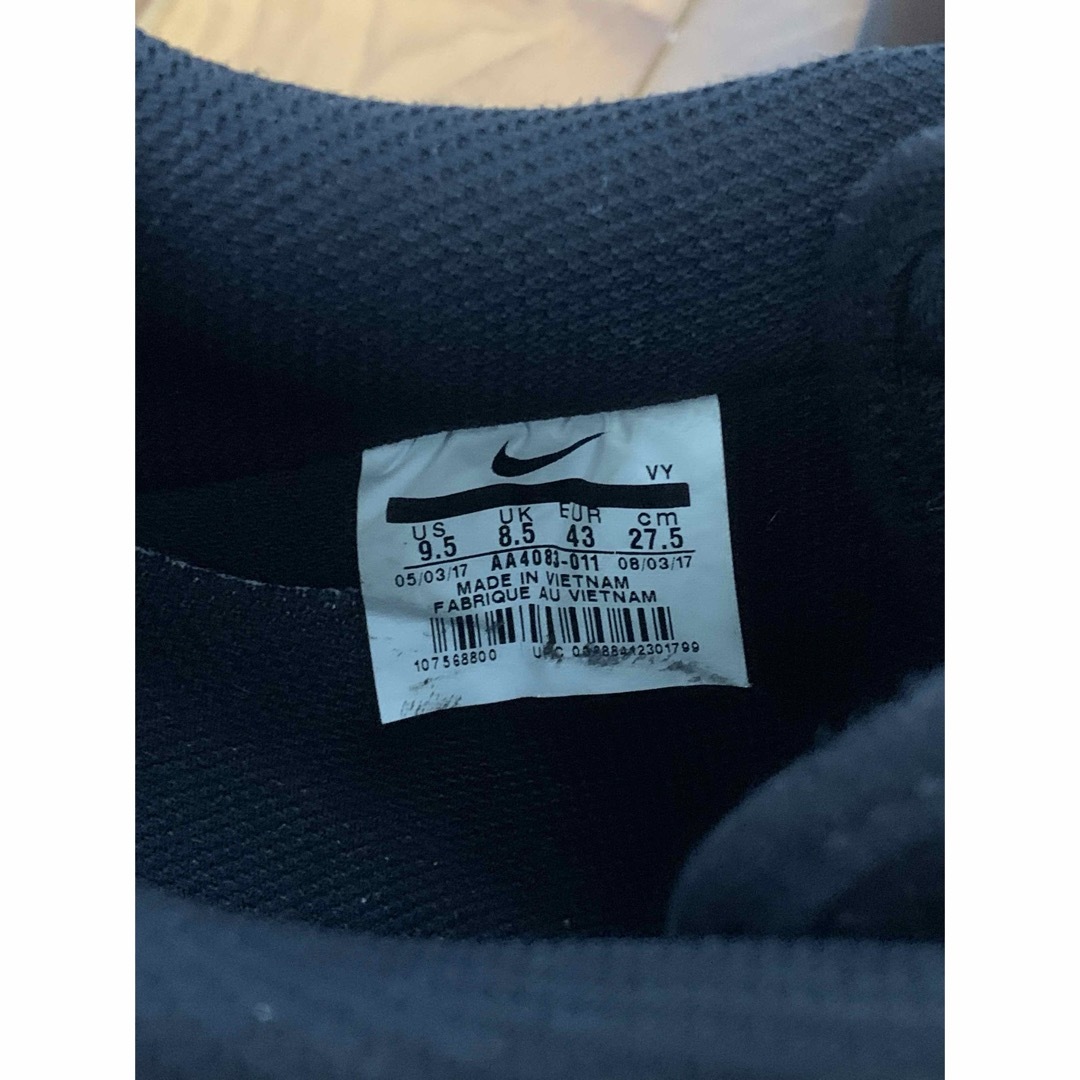 VY
US UK EUR cm
9.5 8.5 43 27.5
05/03/17 AA4083-011 08/03/17
MADE IN VIETNAM
FABRIQUE AU VIETNAM
107568800